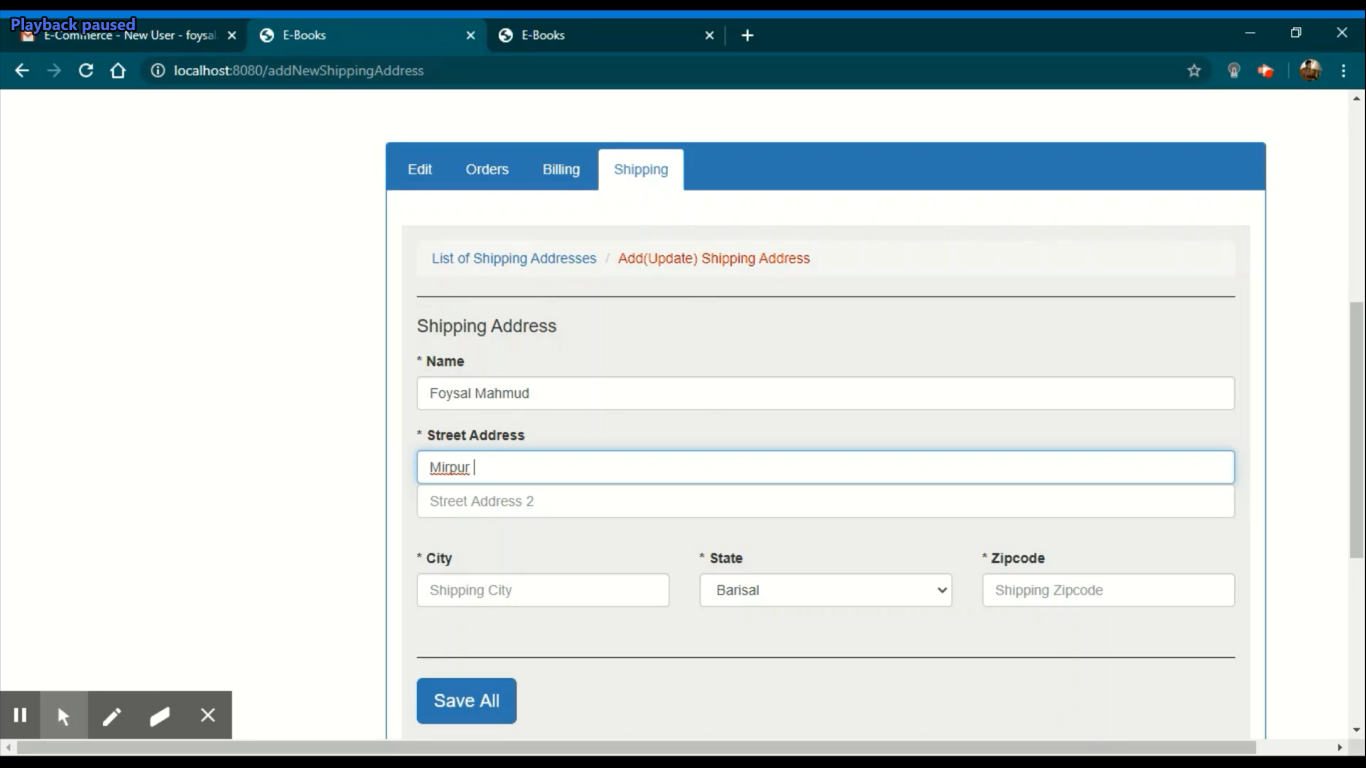 Playback paused
E-Commerce - New User - foysal
E-Books
E-Books
localhost:8080/addNewShippingAddress
Edit
Orders
Billing
Shipping
List of Shipping Addresses / Add(Update) Shipping Address
Shipping Address
* Name
Foysal Mahmud
* Street Address
Mirpur
Street Address 2
* City
* State
* Zipcode
Shipping City
Barisal
Shipping Zipcode
Save All